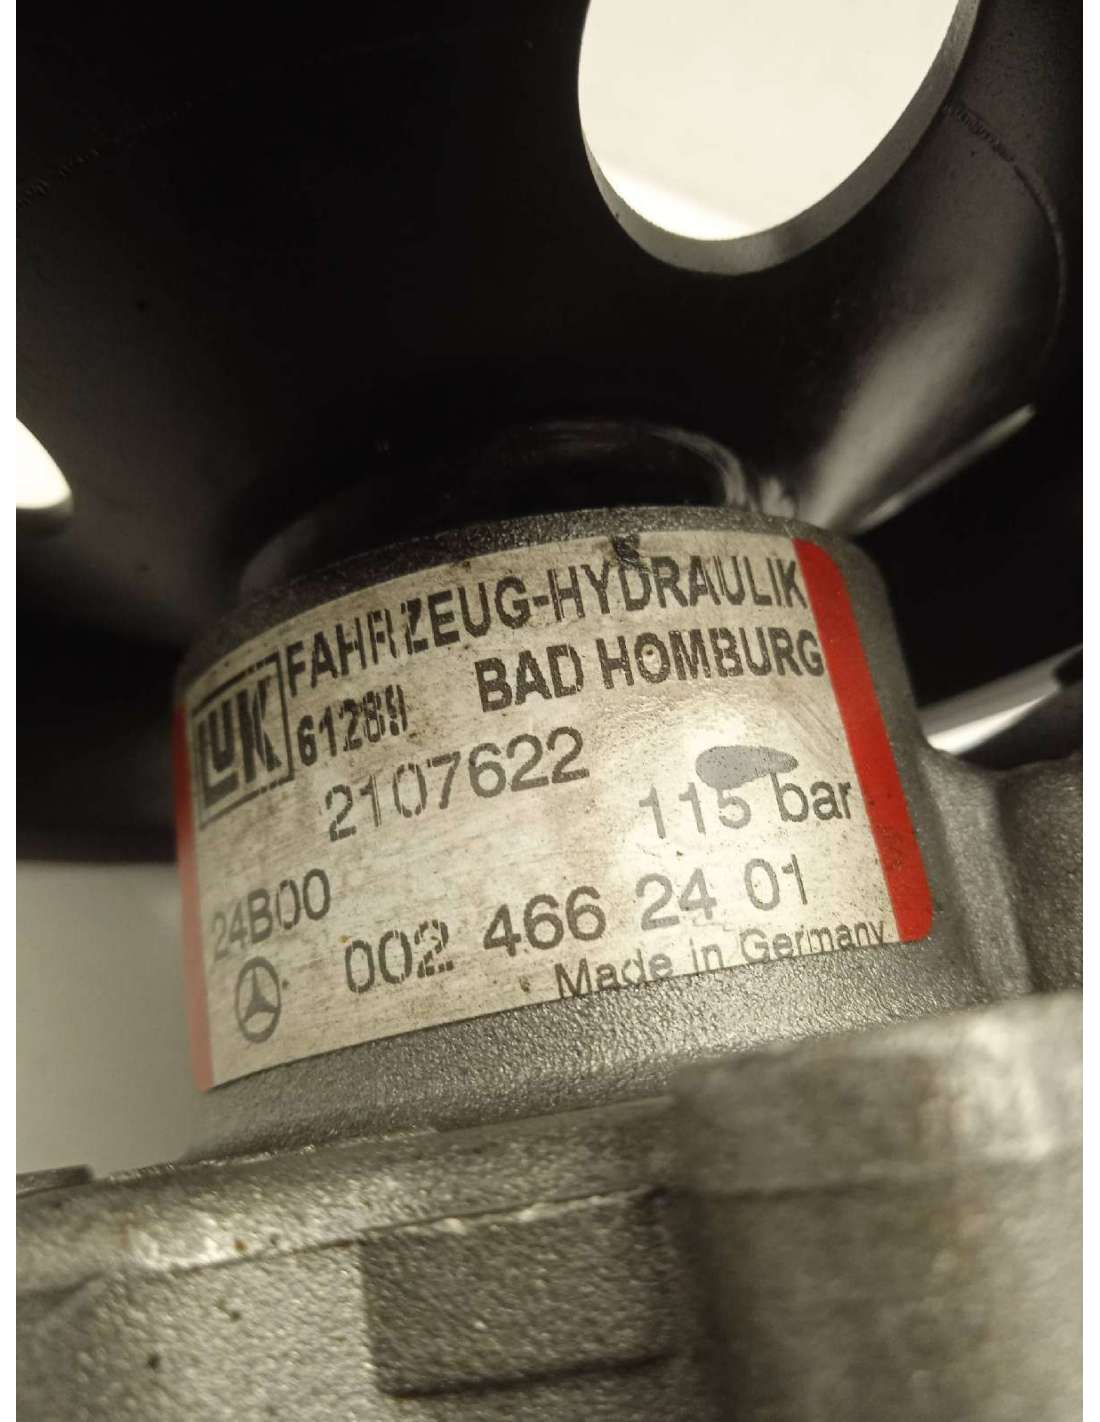 LUK FAHRZEUG-HYDRAULIK
61289 BAD HOMBURG
2107622
115 bar
24B00
002 466 24 01
Made in Germany